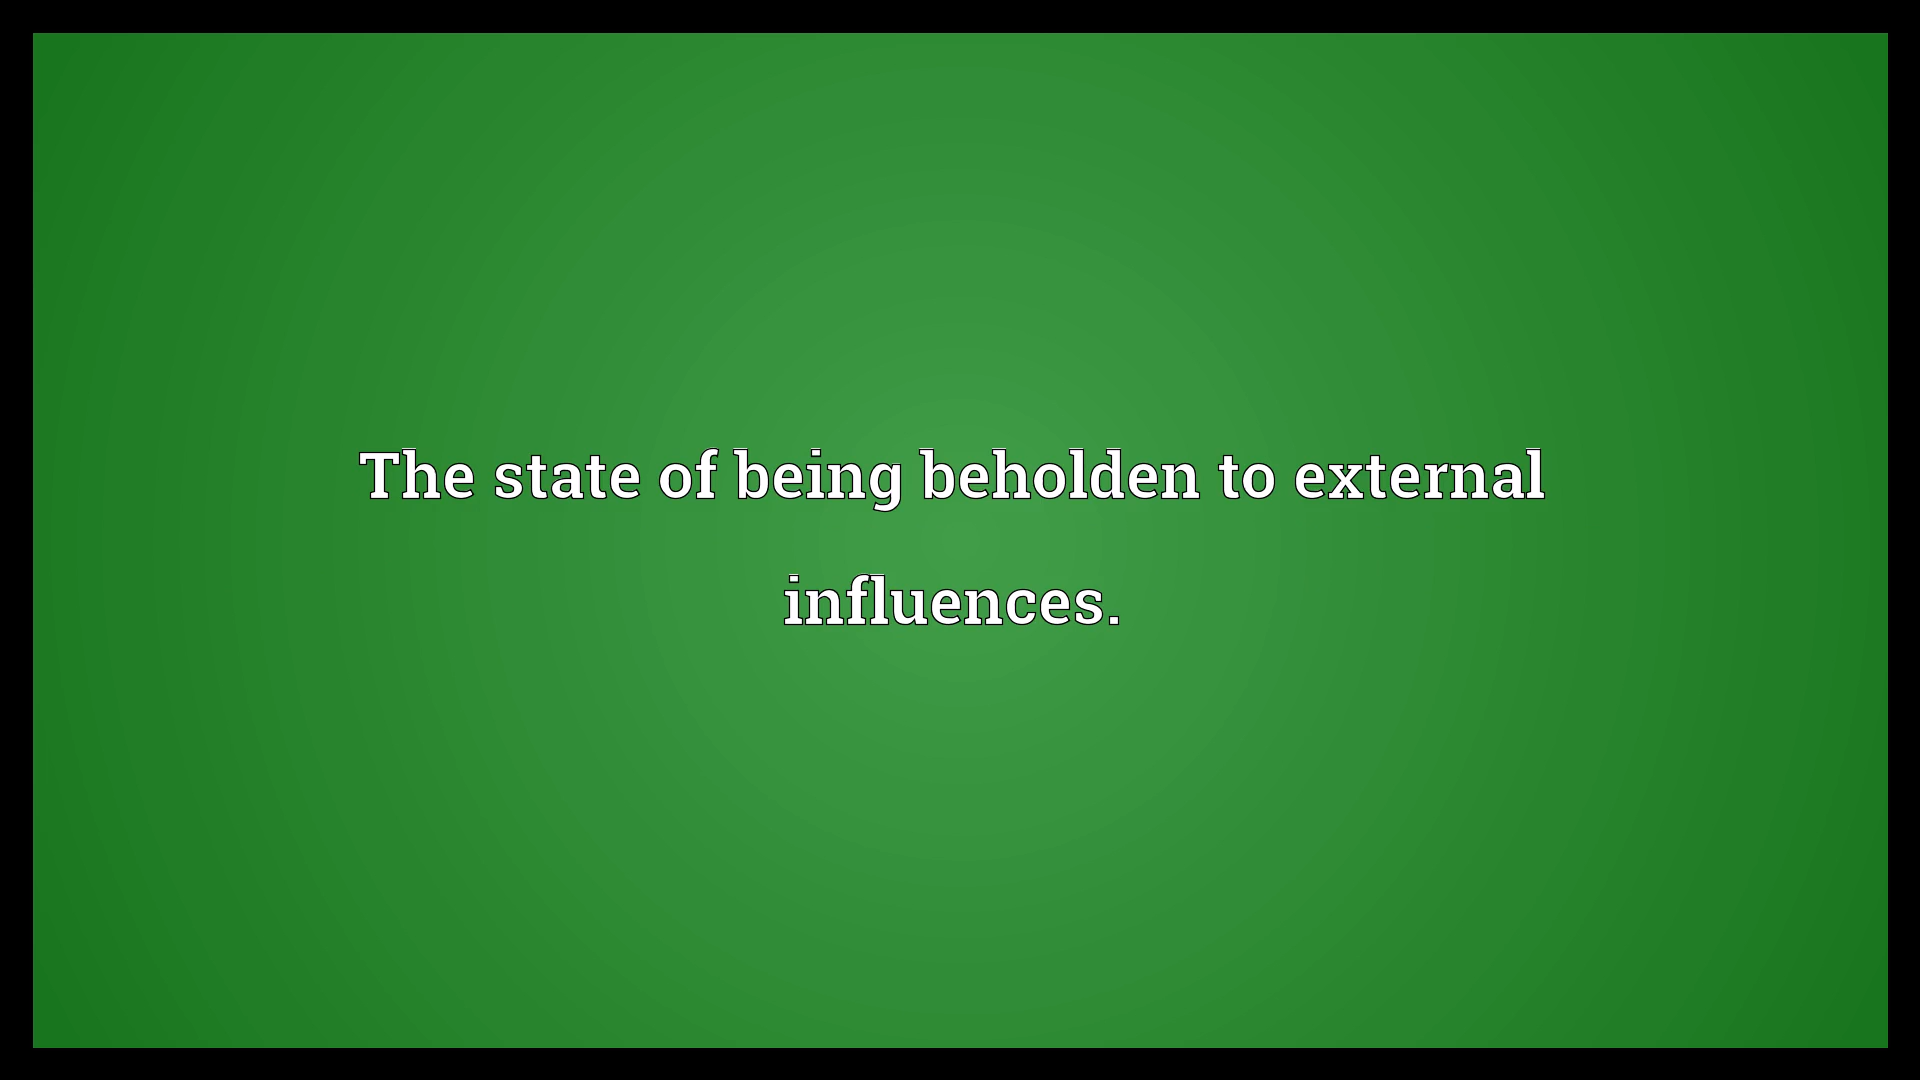 The state of being beholden to external
influences.